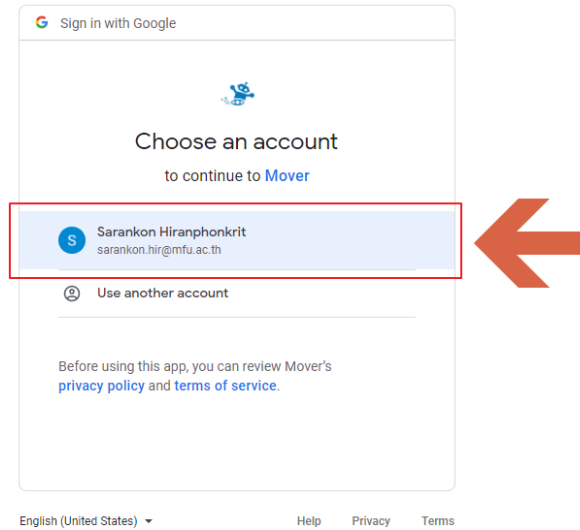 Sign in with Google
Choose an account
to continue to Mover
S
Sarankon Hiranphonkrit
sarankon.hir@mfu.ac.th
Use another account
Before using this app, you can review Mover's
privacy policy and terms of service.
English (United States) Help Privacy Terms